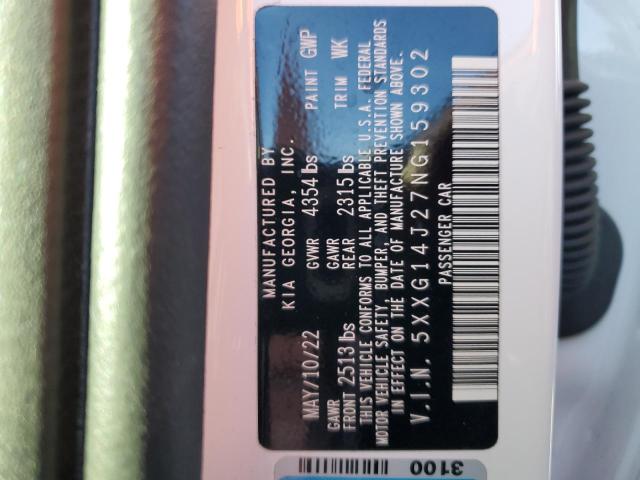 MANUFACTURED BY
KIA GEORGIA, INC.
MAY/10/22 GVWR 4354 lbs PAINT GWP
GAWR GAWR
FRONT 2513 lbs REAR 2315 lbs TRIM WK
THIS VEHICLE CONFORMS TO ALL APPLICABLE U.S.A. FEDERAL
MOTOR VEHICLE SAFETY, BUMPER, AND THEFT PREVENTION STANDARDS
IN EFFECT ON THE DATE OF MANUFACTURE SHOWN ABOVE.
V.I.N. 5XXG14J27NG159302
PASSENGER CAR
3100